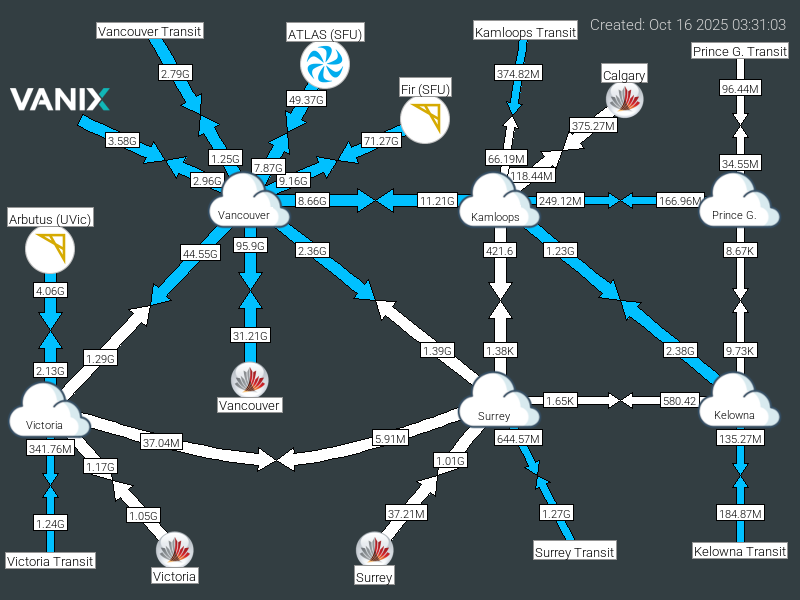 Created: Oct 16 2025 03:31:03
Vancouver Transit
ATLAS (SFU)
Kamloops Transit
Prince G. Transit
2.79G
374.82M
Calgary
49.37G
Fir (SFU)
96.44M
VANIX
3.58G
71.27G
375.27M
1.25G
66.19M
34.55M
7.87G
118.44M
2.96G
9.16G
8.66G
11.21G
249.12M
166.96M
Arbutus (UVic)
Vancouver
Kamloops
Prince G.
44.55G
95.9G
2.36G
421.6
1.23G
8.67K
4.06G
31.21G
1.29G
1.39G
1.38K
2.38G
9.73K
2.13G
Vancouver
1.65K
580.42
Victoria
Surrey
Kelowna
341.76M
37.04M
5.91M
644.57M
135.27M
1.17G
1.01G
1.24G
1.05G
37.21M
1.27G
184.87M
Victoria Transit
Victoria
Surrey
Surrey Transit
Kelowna Transit